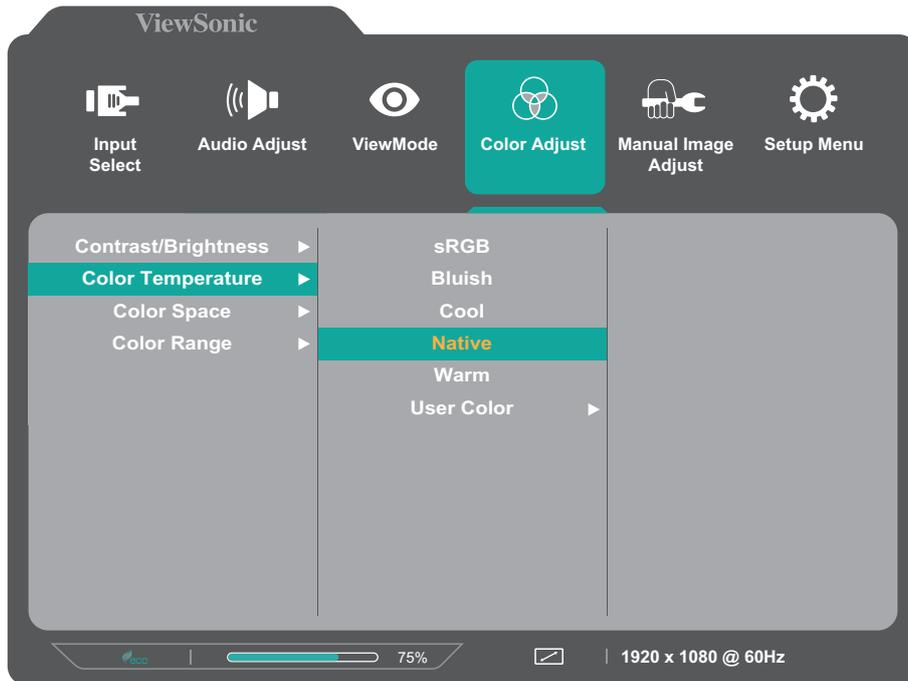 ViewSonic
Input
Select
Audio Adjust
ViewMode
Color Adjust
Manual Image
Adjust
Setup Menu
Contrast/Brightness
Color Temperature
Color Space
Color Range
sRGB
Bluish
Cool
Native
Warm
User Color
eco
75%
1920 x 1080 @ 60Hz